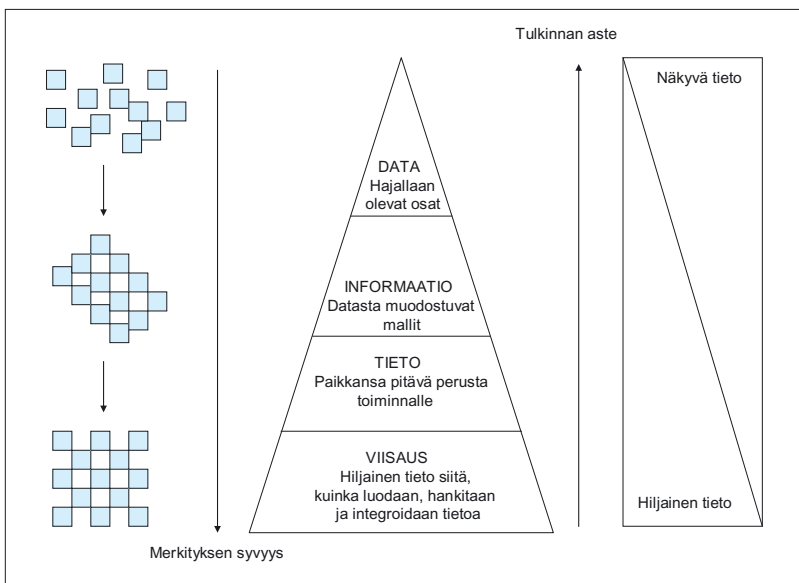 Tulkinnan aste
Näkyvä tieto
DATA
Hajallaan
olevat osat
INFORMAATIO
Datasta muodostuvat
mallit
TIETO
Paikkansa pitävä perusta
toiminnalle
VIISAUS
Hiljainen tieto siitä,
kuinka luodaan, hankitaan
ja integroidaan tietoa
Hiljainen tieto
Merkityksen syvyys